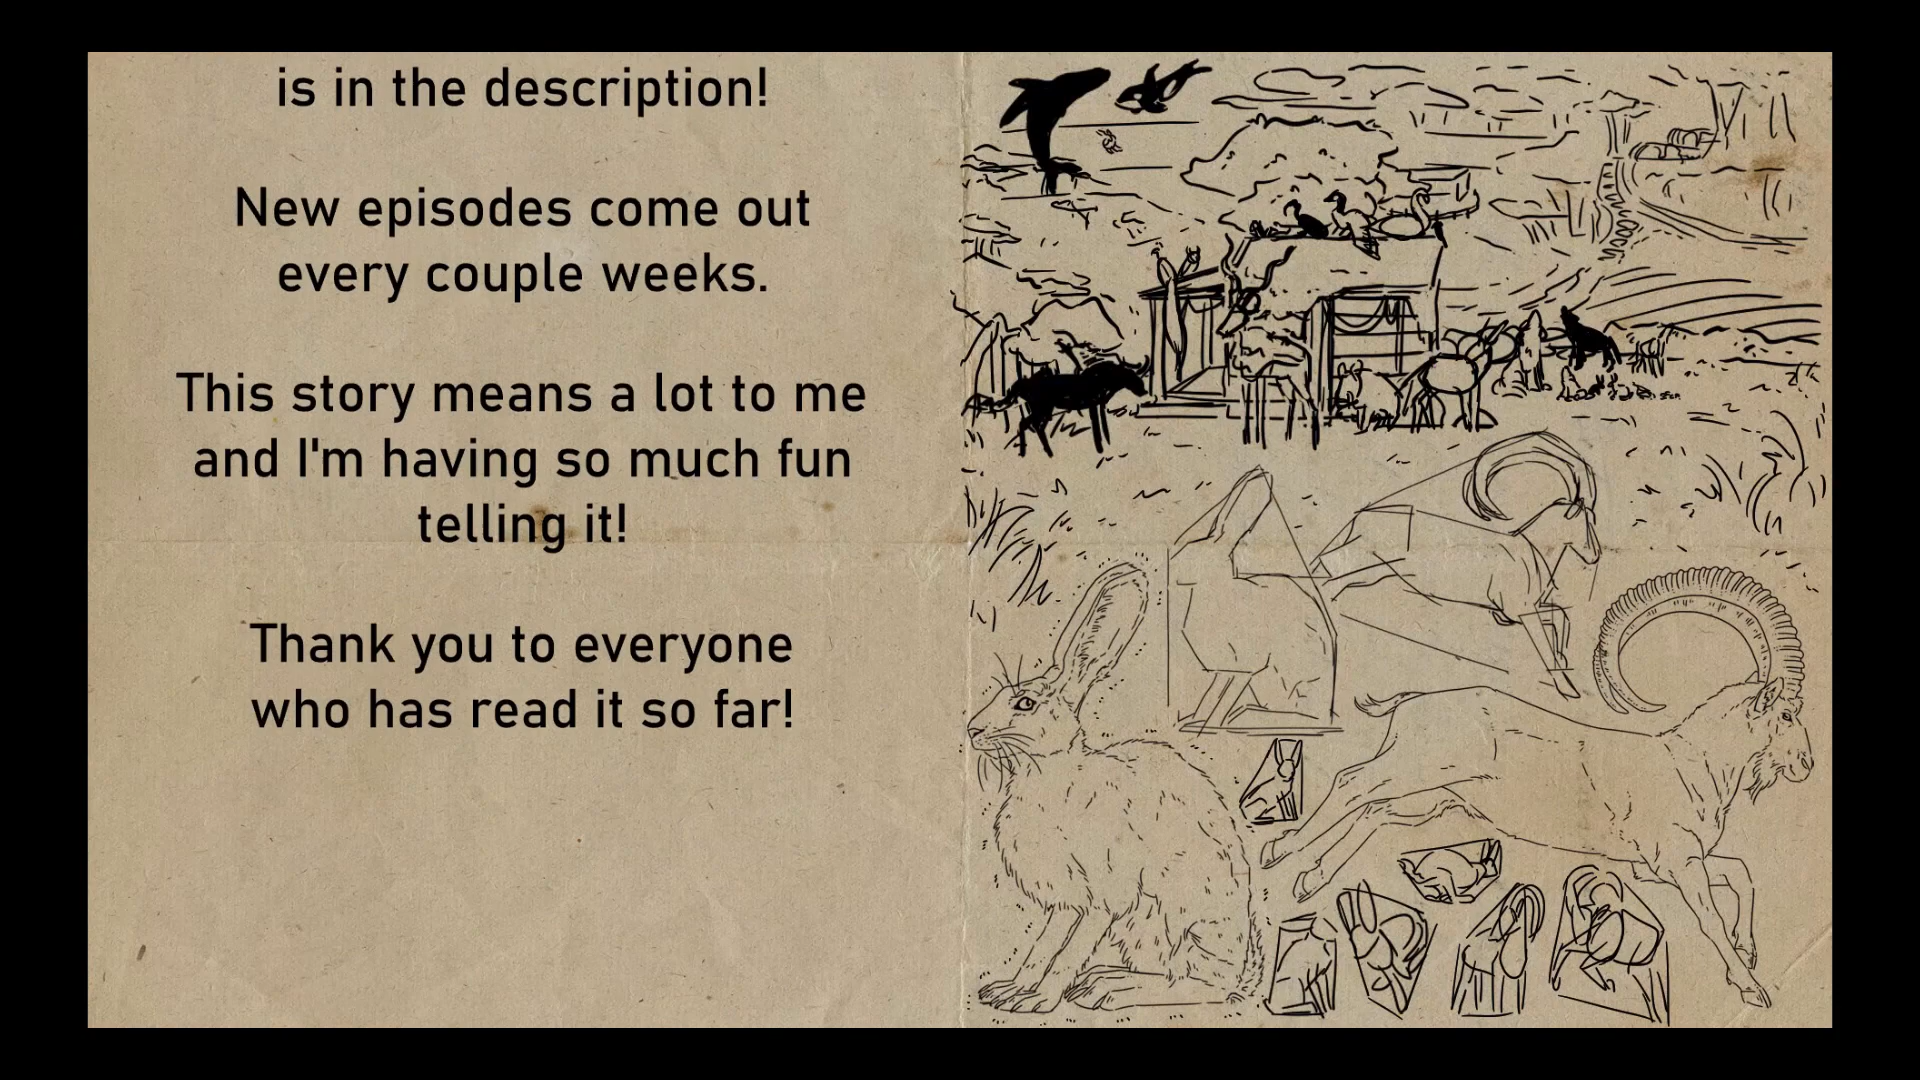 is in the description!
New episodes come out
every couple weeks.
This story means a lot to me
and I'm having so much fun
telling it!
Thank you to everyone
who has read it so far!